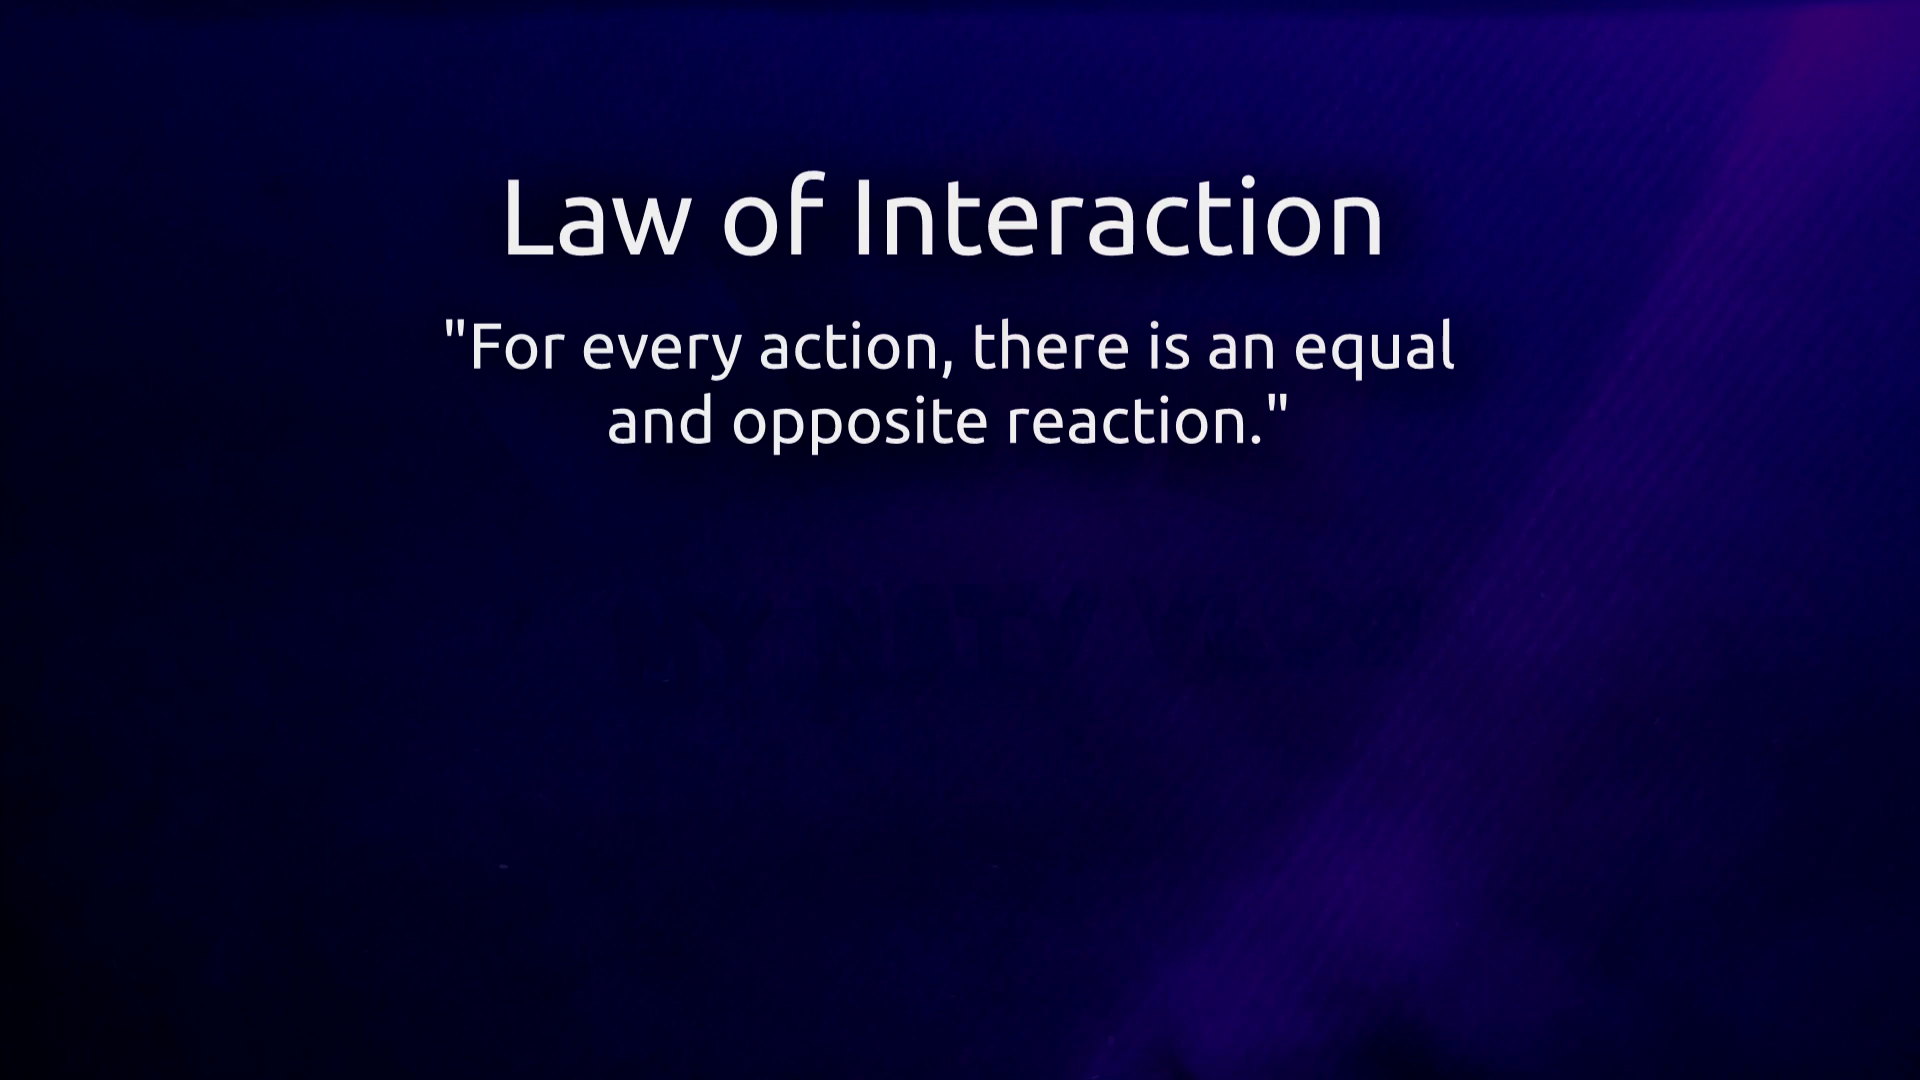 Law of Interaction
"For every action, there is an equal
and opposite reaction."